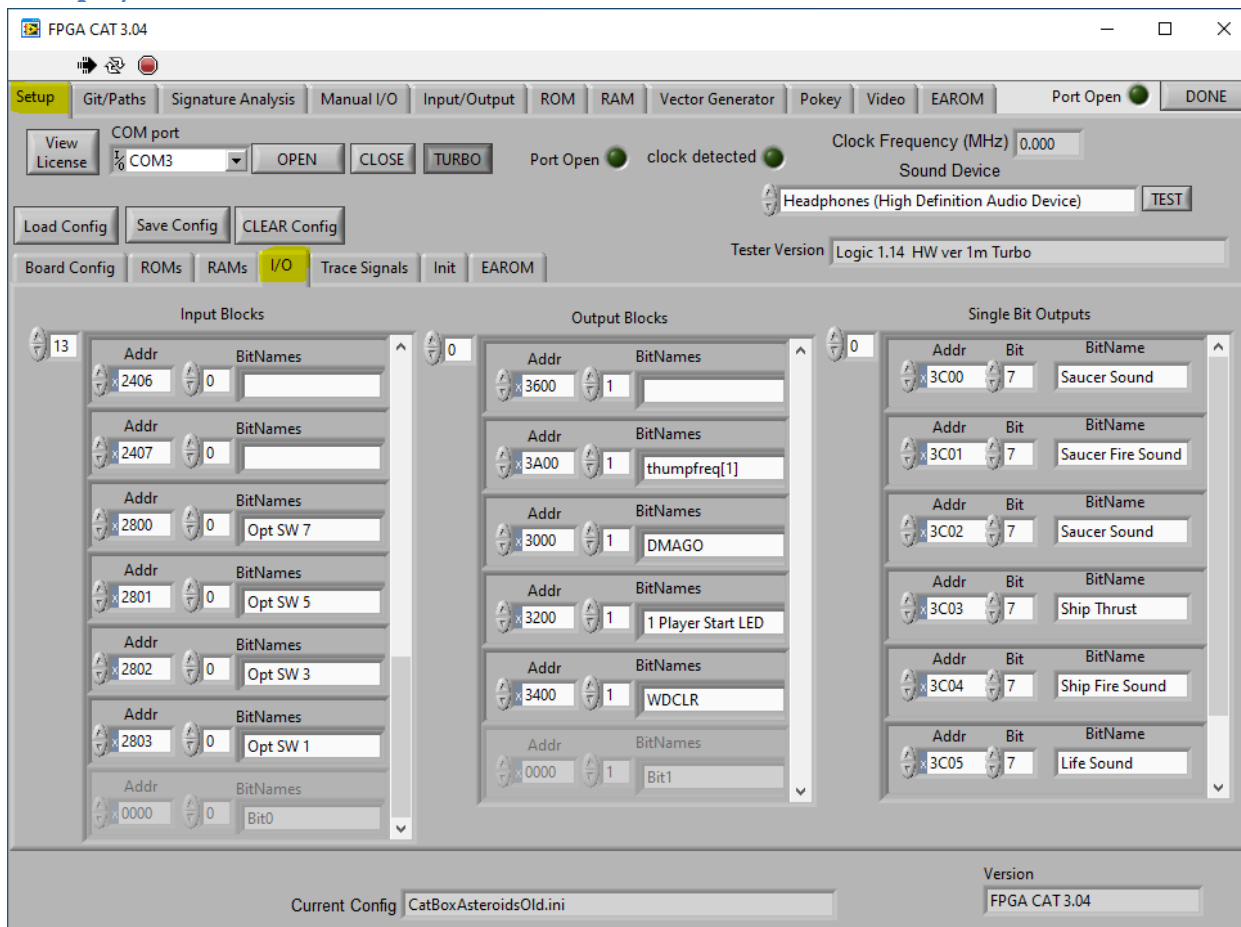 FPGA CAT 3.04
Setup Git/Paths Signature Analysis Manual I/O Input/Output ROM RAM Vector Generator Pokey Video EAROM Port Open DONE
View License
COM port
COM3 OPEN CLOSE TURBO Port Open clock detected
Clock Frequency (MHz) 0.000
Sound Device
Headphones (High Definition Audio Device) TEST
Load Config Save Config CLEAR Config
Tester Version Logic 1.14 HW ver 1m Turbo
Board Config ROMs RAMs I/O Trace Signals Init EAROM
Input Blocks
13
Addr BitNames
x 2406 0
Addr BitNames
x 2407 0
Addr BitNames
x 2800 0 Opt SW 7
Addr BitNames
x 2801 0 Opt SW 5
Addr BitNames
x 2802 0 Opt SW 3
Addr BitNames
x 2803 0 Opt SW 1
Addr BitNames
x 0000 0 Bit0
Output Blocks
0
Addr BitNames
x 3600 1
Addr BitNames
x 3A00 1 thumpfreq[1]
Addr BitNames
x 3000 1 DMAGO
Addr BitNames
x 3200 1 1 Player Start LED
Addr BitNames
x 3400 1 WDCLR
Addr BitNames
x 0000 1 Bit1
Single Bit Outputs
0
Addr Bit BitName
x 3C00 7 Saucer Sound
Addr Bit BitName
x 3C01 7 Saucer Fire Sound
Addr Bit BitName
x 3C02 7 Saucer Sound
Addr Bit BitName
x 3C03 7 Ship Thrust
Addr Bit BitName
x 3C04 7 Ship Fire Sound
Addr Bit BitName
x 3C05 7 Life Sound
Current Config CatBoxAsteroidsOld.ini
Version
FPGA CAT 3.04